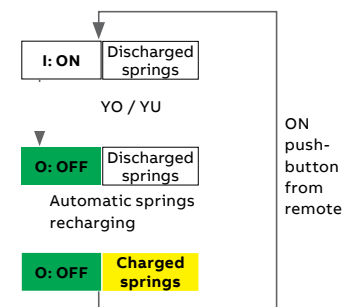 I: ON
Discharged
springs
YO / YU
ON
push-
button
from
remote
O: OFF
Discharged
springs
Automatic springs
recharging
O: OFF
Charged
springs